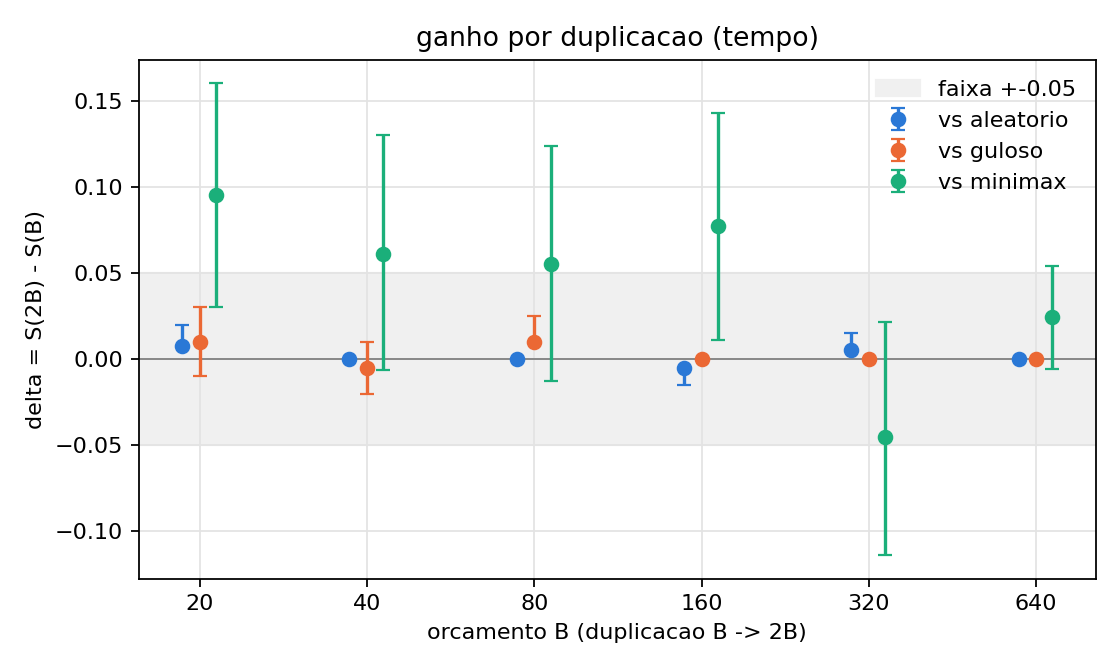 ganho por duplicacao (tempo)
faixa +-0.05
vs aleatorio
vs guloso
vs minimax
delta = S(2B) - S(B)
0.15
0.10
0.05
0.00
−0.05
−0.10
20 40 80 160 320 640
orcamento B (duplicacao B -> 2B)